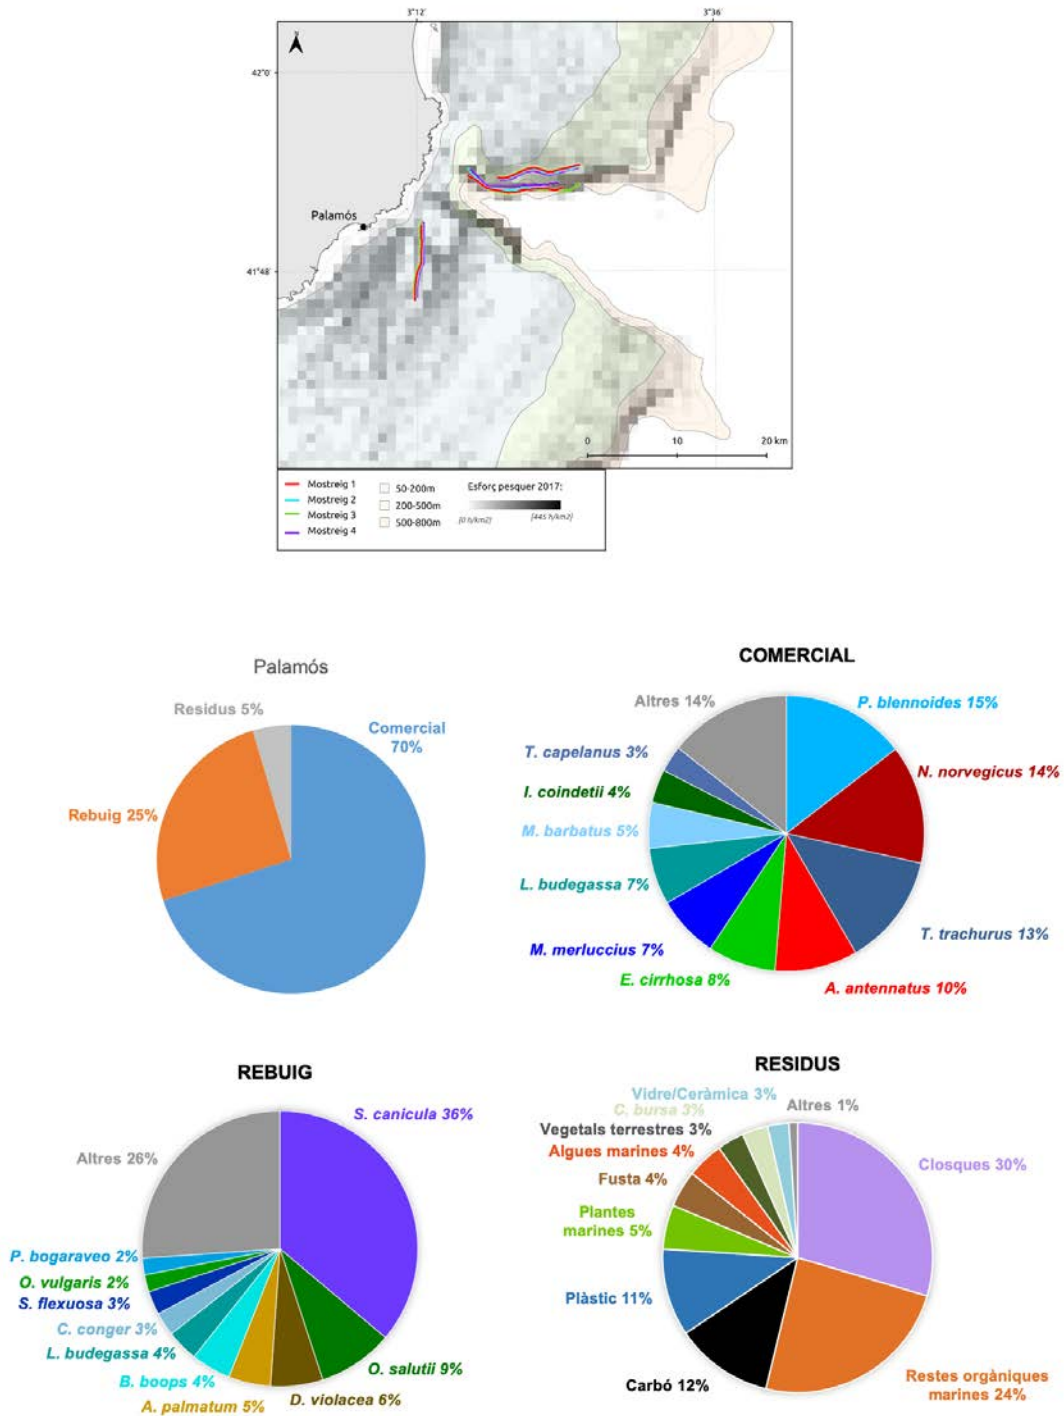 3°12'
3°36'
N
42°0'
Palamós
41°48'
0
10
20 km
Mostreig 1
Mostreig 2
Mostreig 3
Mostreig 4
50-200m
200-500m
500-800m
Esforç pesquer 2017:
[0 h/km2]
[445 h/km2]
Palamós
Residus 5%
Comercial
70%
Rebuig 25%
COMERCIAL
Altres 14%
P. blennoides 15%
T. capelanus 3%
N. norvegicus 14%
I. coindetii 4%
M. barbatus 5%
L. budegassa 7%
T. trachurus 13%
M. merluccius 7%
E. cirrhosa 8%
A. antennatus 10%
REBUIG
S. canicula 36%
Altres 26%
P. bogaraveo 2%
O. vulgaris 2%
S. flexuosa 3%
C. conger 3%
L. budegassa 4%
O. salutii 9%
B. boops 4%
D. violacea 6%
A. palmatum 5%
RESIDUS
Vidre/Ceràmica 3%
Altres 1%
C. bursa 3%
Vegetals terrestres 3%
Algues marines 4%
Closques 30%
Fusta 4%
Plantes
marines 5%
Plàstic 11%
Carbó 12%
Restes orgàniques
marines 24%